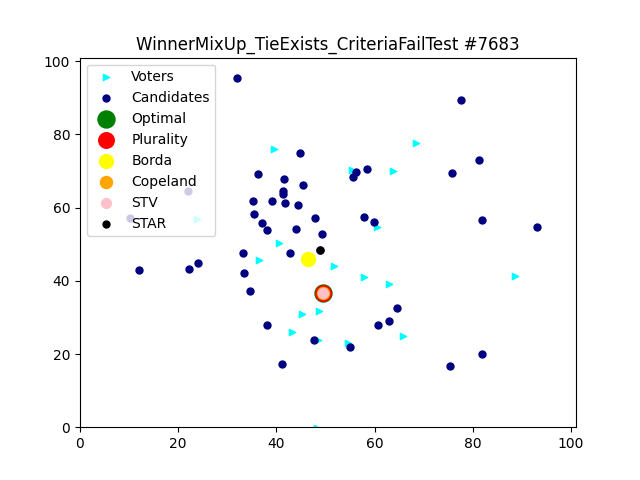 WinnerMixUp_TieExists_CriteriaFailTest #7683
100
80
60
40
20
0
Voters
Candidates
Optimal
Plurality
Borda
Copeland
STV
STAR
0 20 40 60 80 100